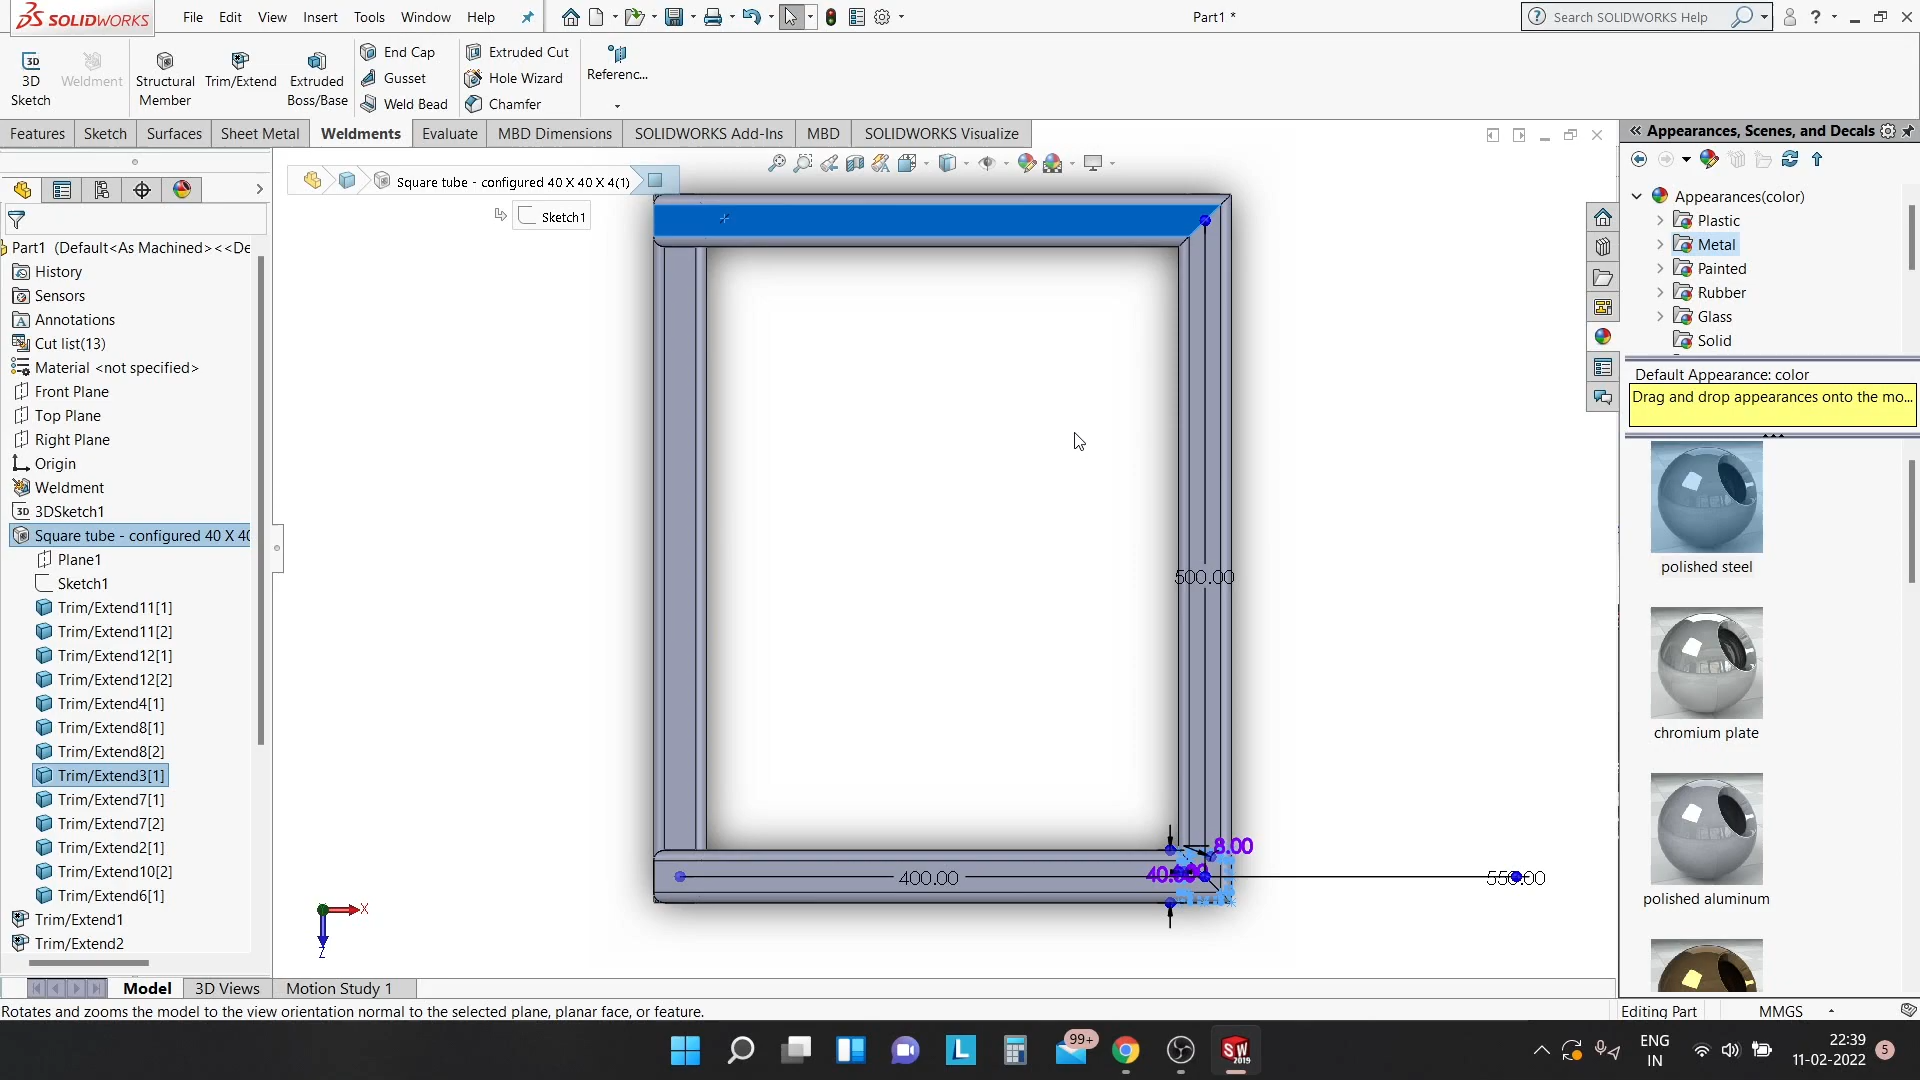 SOLIDWORKS
File Edit View Insert Tools Window Help
Part1 *
Search SOLIDWORKS Help
3D Sketch
Weldment
Structural Member
Trim/Extend
Extruded Boss/Base
End Cap
Gusset
Weld Bead
Extruded Cut
Hole Wizard
Chamfer
Referenc...
Features Sketch Surfaces Sheet Metal Weldments Evaluate MBD Dimensions SOLIDWORKS Add-Ins MBD SOLIDWORKS Visualize
Square tube - configured 40 X 40 X 4(1)
Sketch1
Part1 (Default<As Machined><<De
History
Sensors
Annotations
Cut list(13)
Material <not specified>
Front Plane
Top Plane
Right Plane
Origin
Weldment
3D 3DSketch1
Square tube - configured 40 X 40
Plane1
Sketch1
Trim/Extend11[1]
Trim/Extend11[2]
Trim/Extend12[1]
Trim/Extend12[2]
Trim/Extend4[1]
Trim/Extend8[1]
Trim/Extend8[2]
Trim/Extend3[1]
Trim/Extend7[1]
Trim/Extend7[2]
Trim/Extend2[1]
Trim/Extend10[2]
Trim/Extend6[1]
Trim/Extend1
Trim/Extend2
500.00
8.00
400.00
550.00
X
Z
Appearances, Scenes, and Decals
Appearances(color)
Plastic
Metal
Painted
Rubber
Glass
Solid
Default Appearance: color
Drag and drop appearances onto the mo...
polished steel
chromium plate
polished aluminum
Model 3D Views Motion Study 1
Rotates and zooms the model to the view orientation normal to the selected plane, planar face, or feature.
Editing Part MMGS
99+
L
SW 2019
ENG IN
22:39
11-02-2022
5